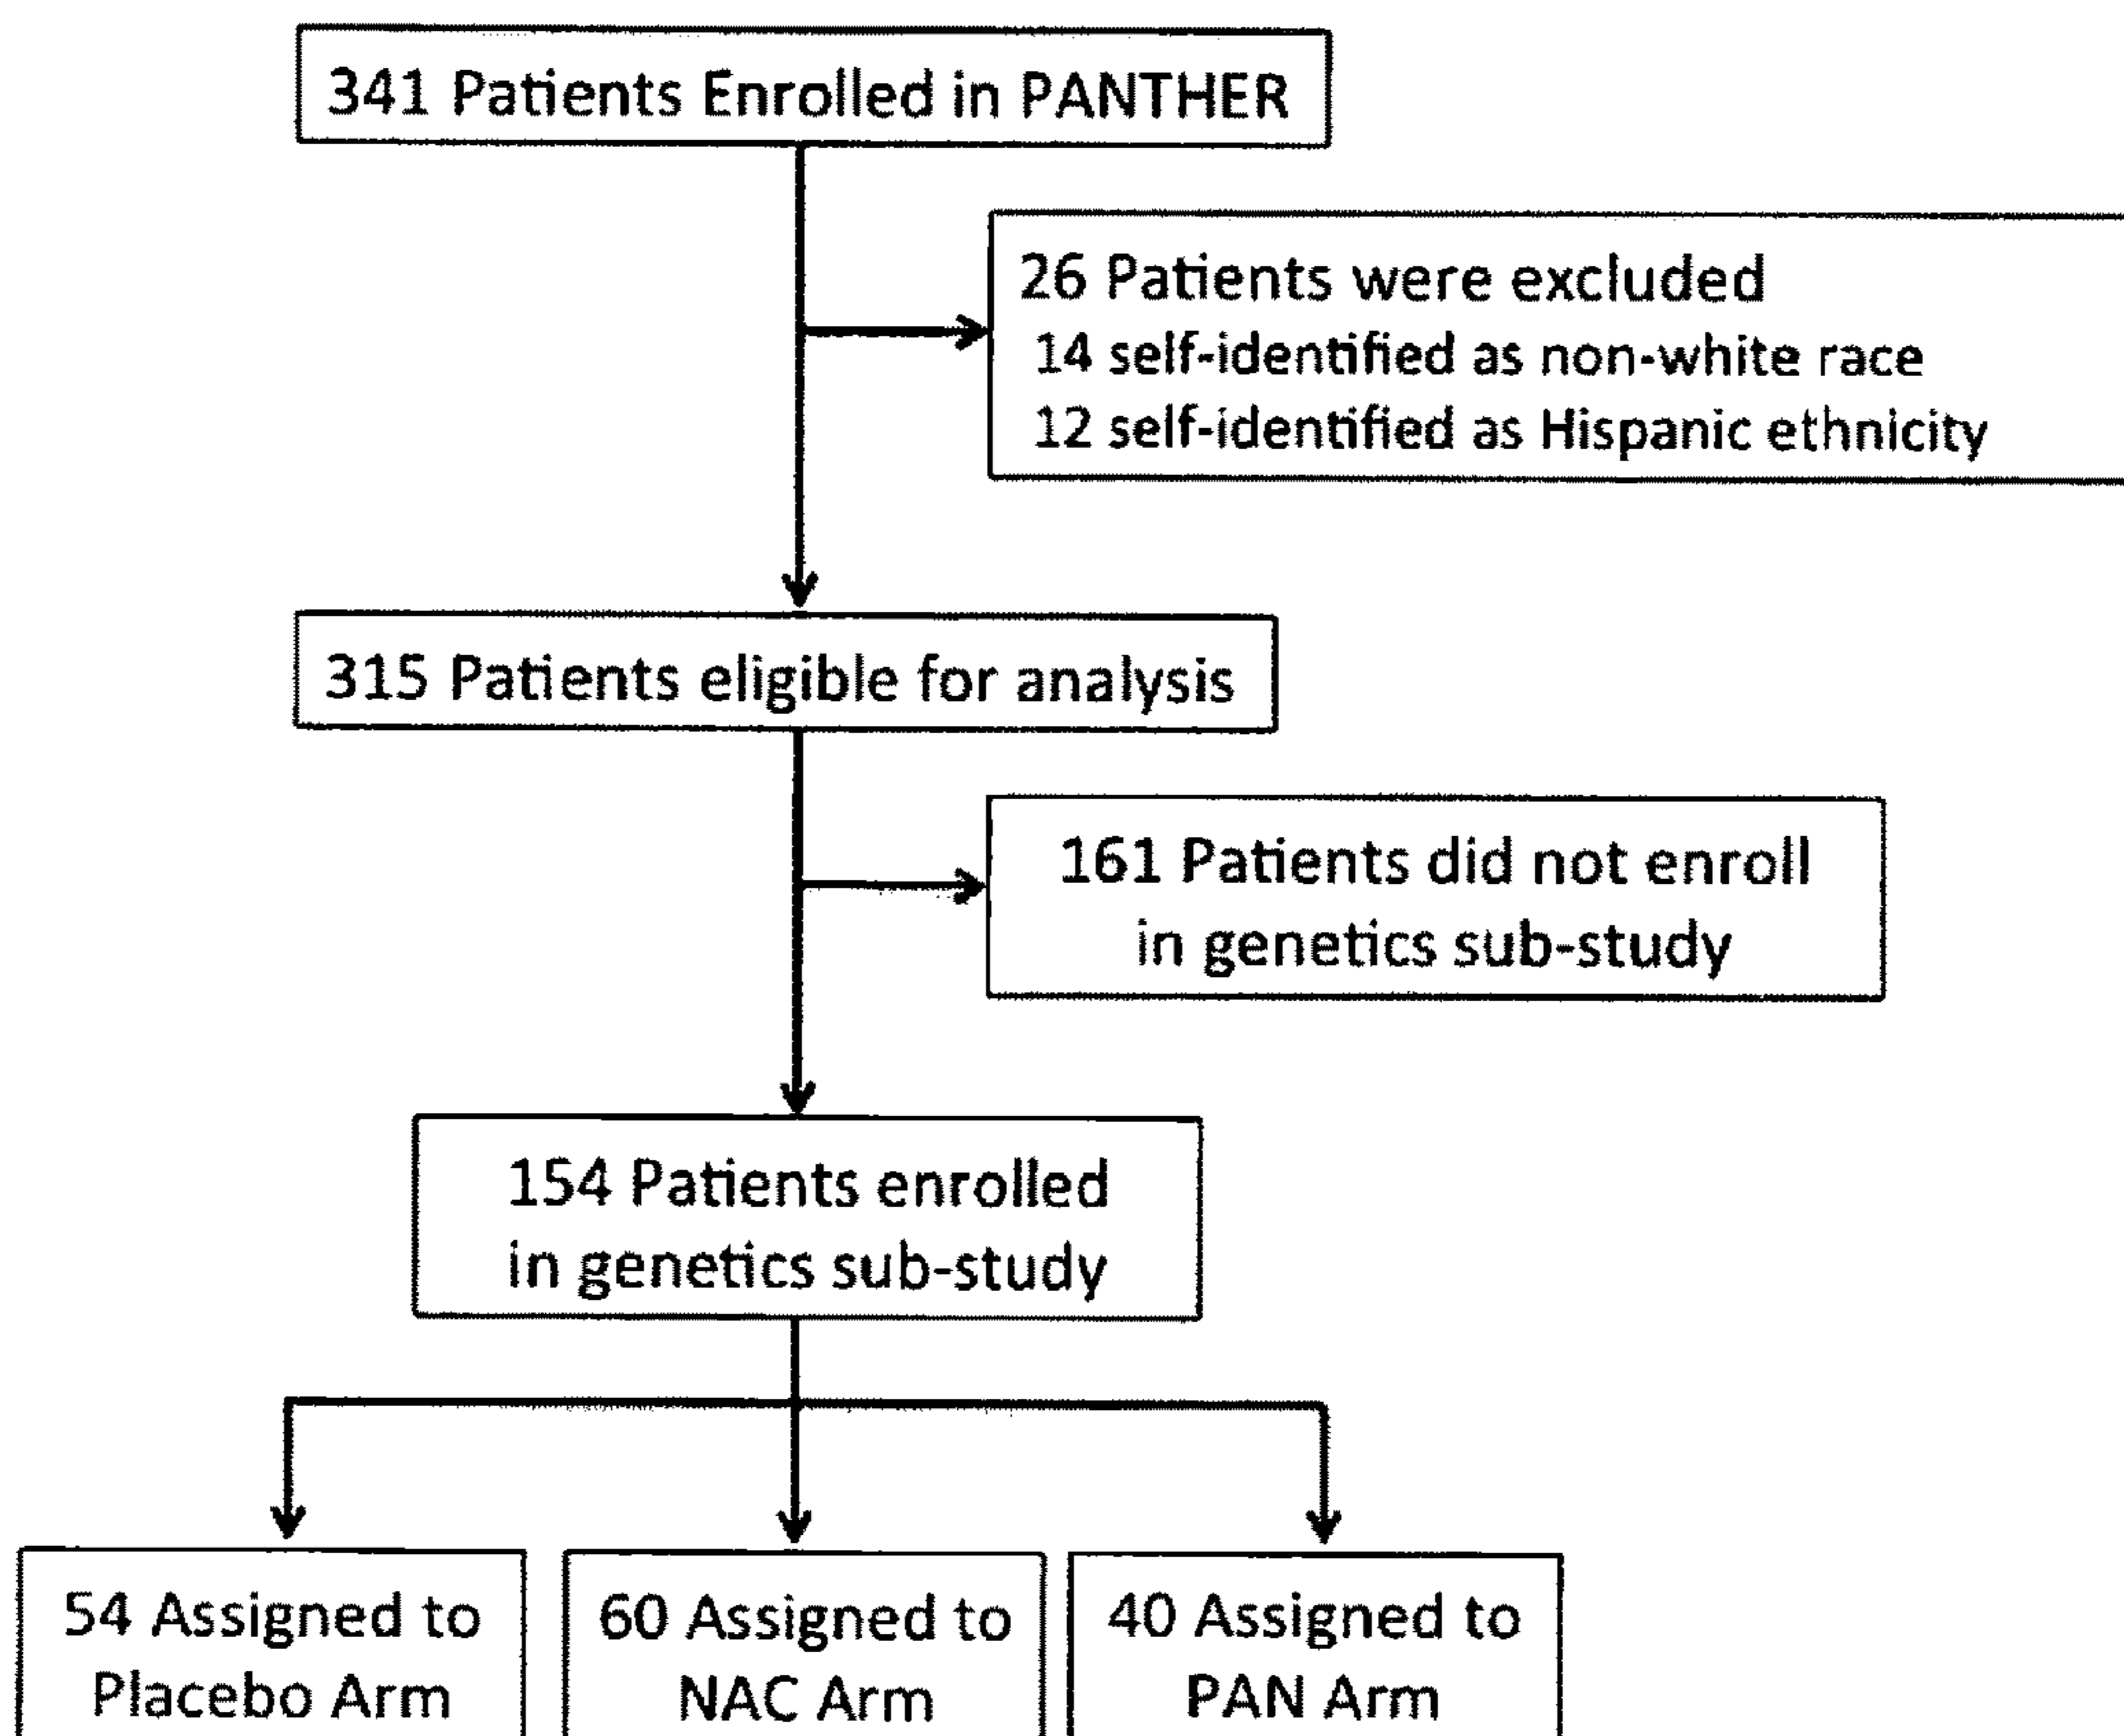 341 Patients Enrolled in PANTHER
26 Patients were excluded
14 self-identified as non-white race
12 self-identified as Hispanic ethnicity
315 Patients eligible for analysis
161 Patients did not enroll
in genetics sub-study
154 Patients enrolled
in genetics sub-study
54 Assigned to
Placebo Arm
60 Assigned to
NAC Arm
40 Assigned to
PAN Arm